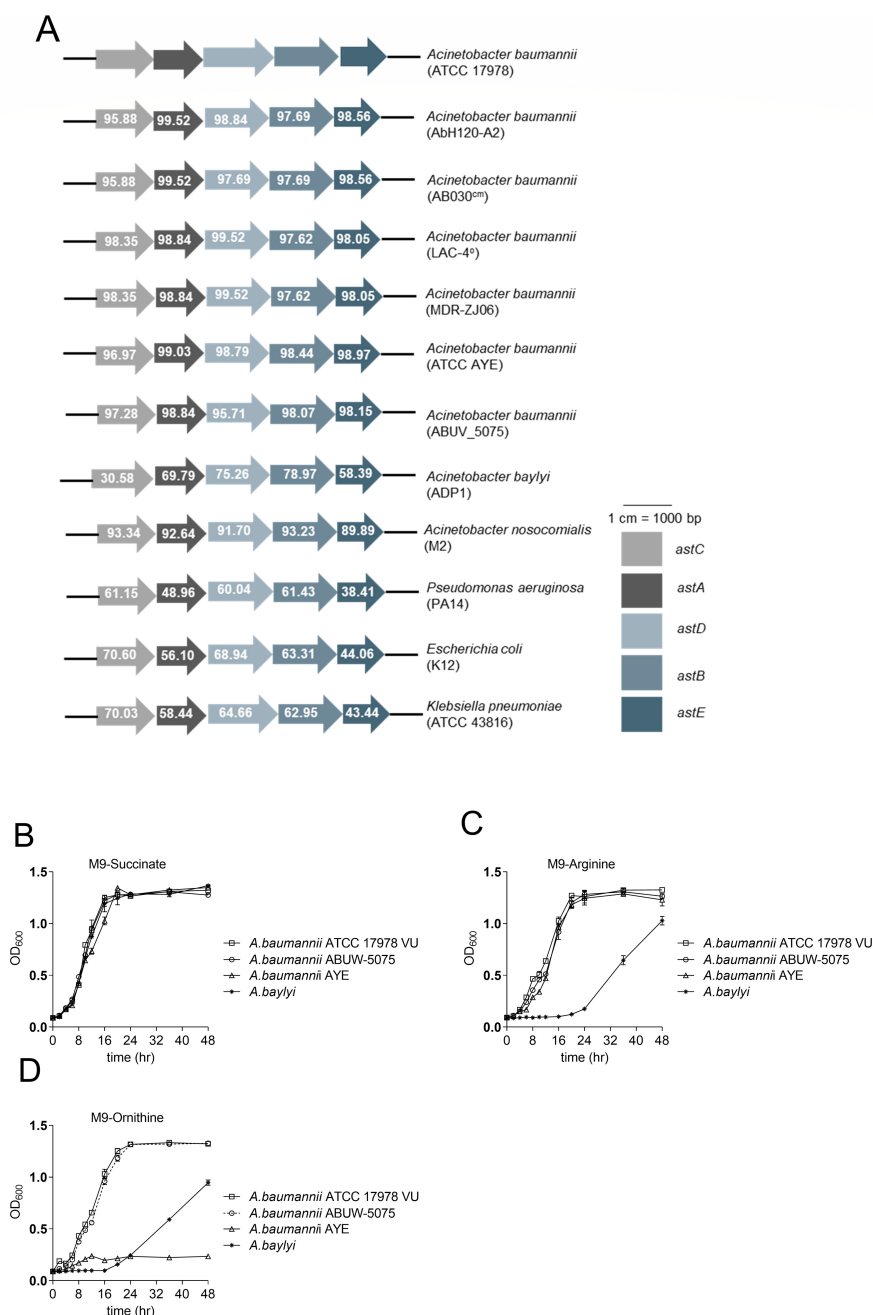 A
Acinetobacter baumannii
(ATCC 17978)
95.88 99.52 98.84 97.69 98.56
Acinetobacter baumannii
(AbH120-A2)
95.88 99.52 97.69 97.69 98.56
Acinetobacter baumannii
(AB030cm)
98.35 98.84 99.52 97.62 98.05
Acinetobacter baumannii
(LAC-4o)
98.35 98.84 99.52 97.62 98.05
Acinetobacter baumannii
(MDR-ZJ06)
96.97 99.03 98.79 98.44 98.97
Acinetobacter baumannii
(ATCC AYE)
97.28 98.84 95.71 98.07 98.15
Acinetobacter baumannii
(ABUV_5075)
30.58 69.79 75.26 78.97 58.39
Acinetobacter baylyi
(ADP1)
93.34 92.64 91.70 93.23 89.89
Acinetobacter nosocomialis
(M2)
61.15 48.96 60.04 61.43 38.41
Pseudomonas aeruginosa
(PA14)
70.60 56.10 68.94 63.31 44.06
Escherichia coli
(K12)
70.03 58.44 64.66 62.95 43.44
Klebsiella pneumoniae
(ATCC 43816)
1 cm = 1000 bp
astC
astA
astD
astB
astE
B
M9-Succinate
1.5
1.0
0.5
0.0
OD600
0 8 16 24 32 40 48
time (hr)
A.baumannii ATCC 17978 VU
A.baumannii ABUW-5075
A.baumannii AYE
A.baylyi
C
M9-Arginine
1.5
1.0
0.5
0.0
OD600
0 8 16 24 32 40 48
time (hr)
A.baumannii ATCC 17978 VU
A.baumannii ABUW-5075
A.baumannii AYE
A.baylyi
D
M9-Ornithine
1.5
1.0
0.5
0.0
OD600
0 8 16 24 32 40 48
time (hr)
A.baumannii ATCC 17978 VU
A.baumannii ABUW-5075
A.baumannii AYE
A.baylyi